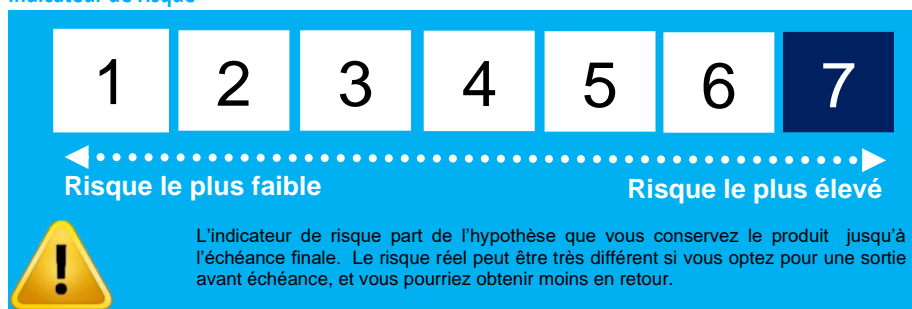 Indicateur de risque
1 2 3 4 5 6 7
Risque le plus faible Risque le plus élevé
L'indicateur de risque part de l'hypothèse que vous conservez le produit jusqu'à
l'échéance finale. Le risque réel peut être très différent si vous optez pour une sortie
avant échéance, et vous pourriez obtenir moins en retour.